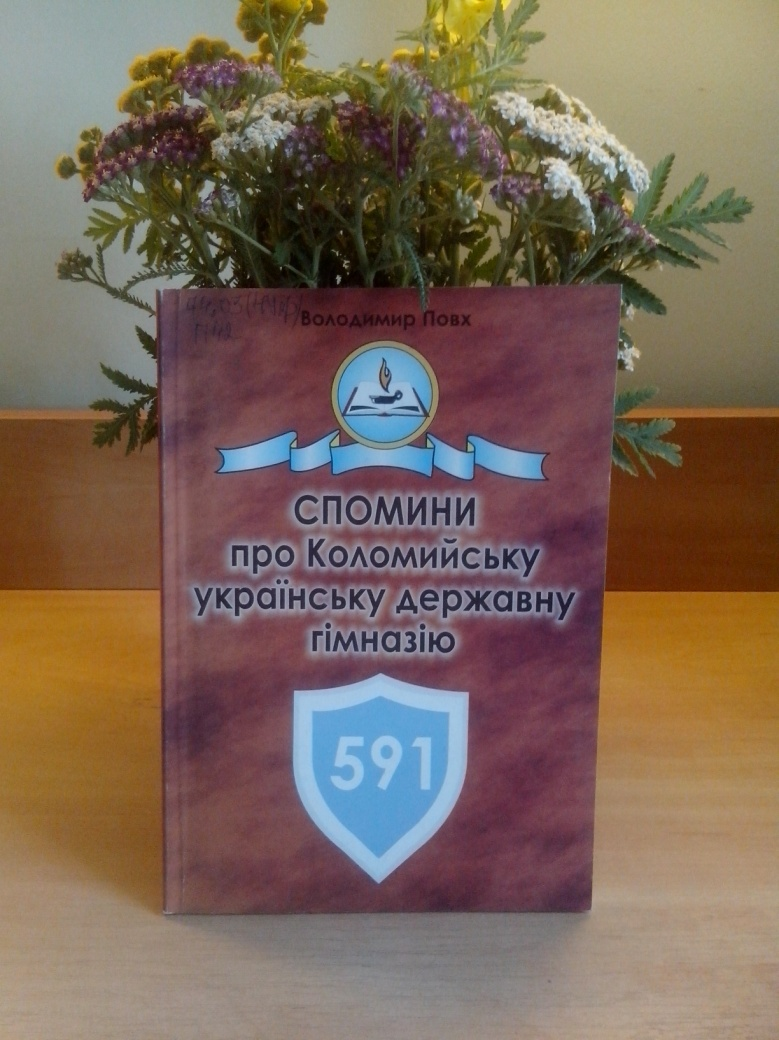 Володимир Повх
СПОМИНИ
про Коломийську
українську державну
гімназію
591